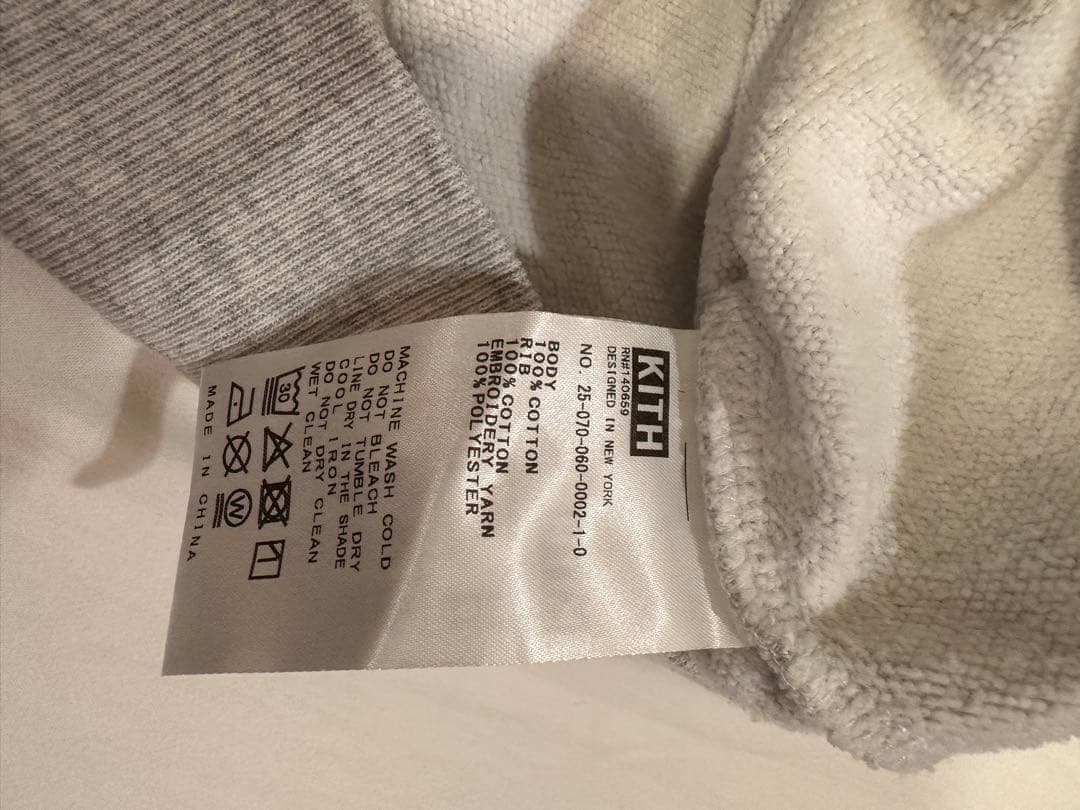 KITH
RN#140659
DESIGNED IN NEW YORK
NO. 25-070-060-0002-1-0
BODY
100% COTTON
RIB
100% COTTON
EMBROIDERY YARN
100% POLYESTER
MACHINE WASH COLD
DO NOT BLEACH
DO NOT TUMBLE DRY
LINE DRY IN THE SHADE
COOL IRON
DO NOT DRY CLEAN
WET CLEAN
30
W
MADE IN CHINA